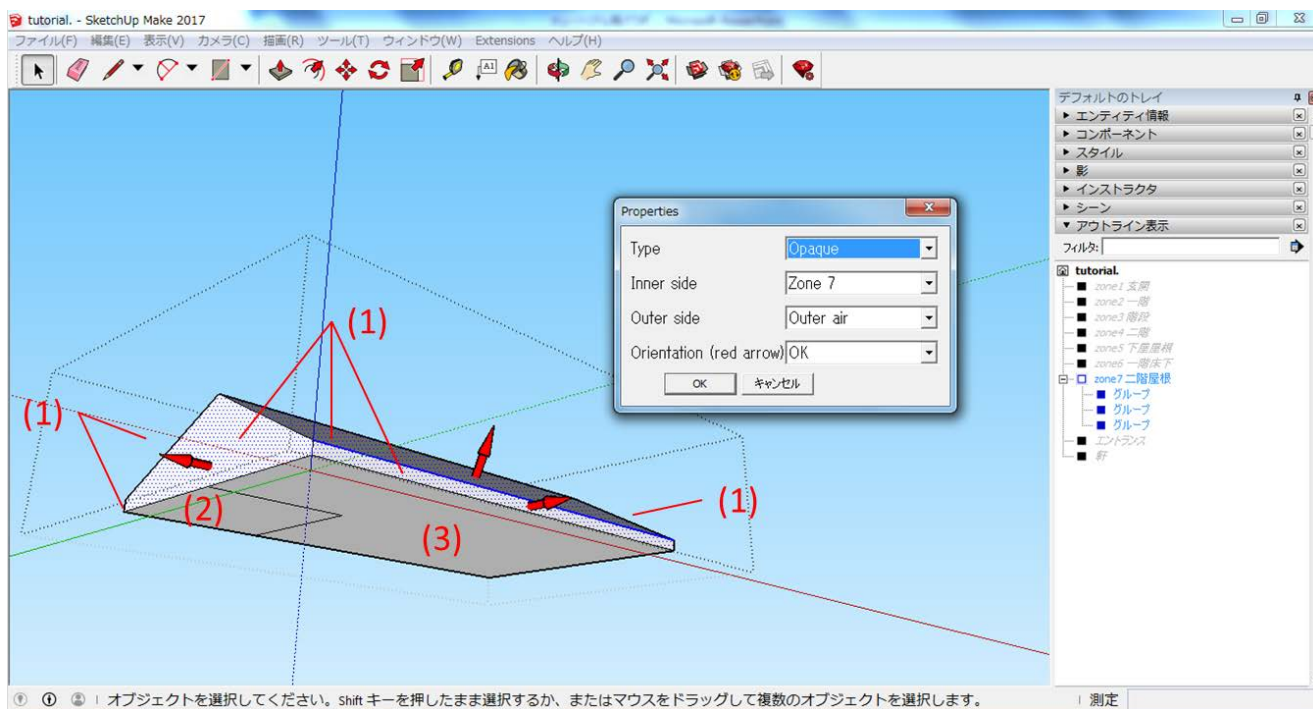 tutorial. - SketchUp Make 2017
ファイル(F) 編集(E) 表示(V) カメラ(C) 描画(R) ツール(T) ウィンドウ(W) Extensions ヘルプ(H)
A1
デフォルトのトレイ
エンティティ情報
コンポーネント
スタイル
影
インストラクタ
シーン
アウトライン表示
フィルタ:
tutorial.
zone1 玄関
zone2 一階
zone3 階段
zone4 二階
zone5 下屋屋根
zone6 一階床下
zone7 二階屋根
グループ
グループ
グループ
エントランス
軒
Properties
Type Opaque
Inner side Zone 7
Outer side Outer air
Orientation (red arrow) OK
OK キャンセル
(1)
(1)
(1)
(2)
(3)
オブジェクトを選択してください。Shift キーを押したまま選択するか、またはマウスをドラッグして複数のオブジェクトを選択します。
測定